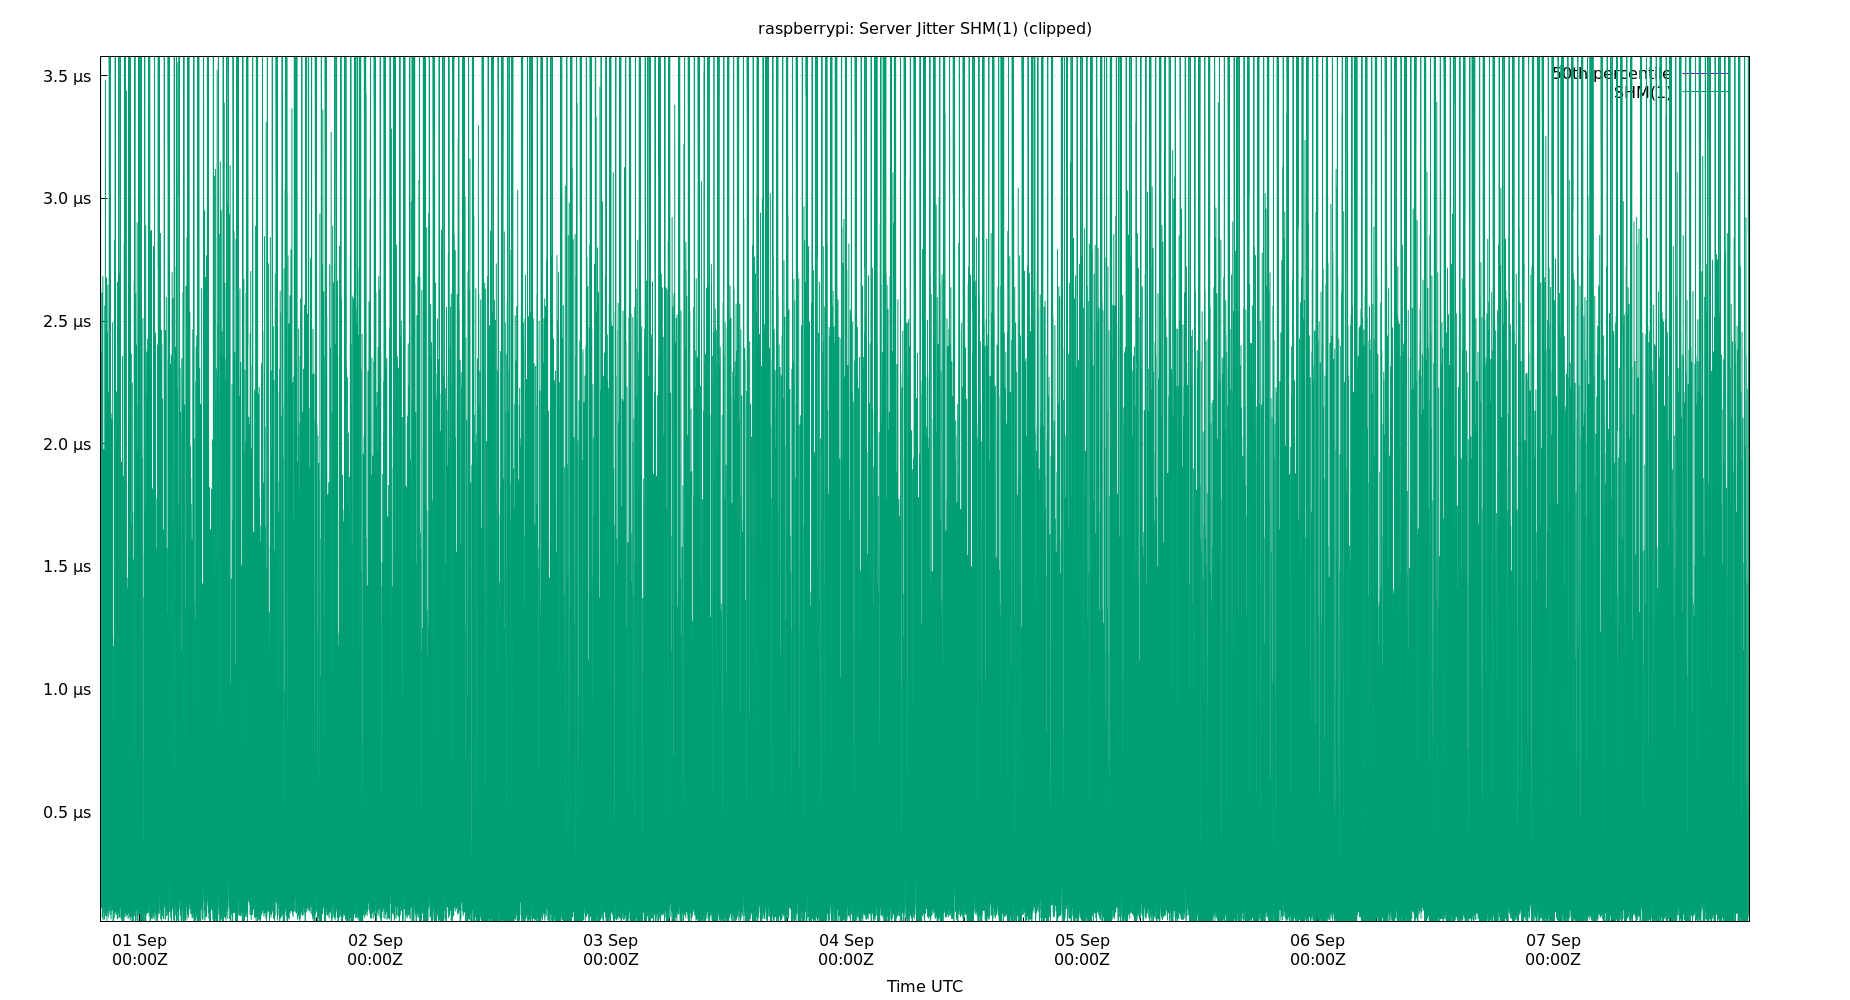 raspberrypi: Server Jitter SHM(1) (clipped)
3.5 µs
50th percentile
SHM(1)
3.0 µs
2.5 µs
2.0 µs
1.5 µs
1.0 µs
0.5 µs
01 Sep 02 Sep 03 Sep 04 Sep 05 Sep 06 Sep 07 Sep
00:00Z 00:00Z 00:00Z 00:00Z 00:00Z 00:00Z 00:00Z
Time UTC